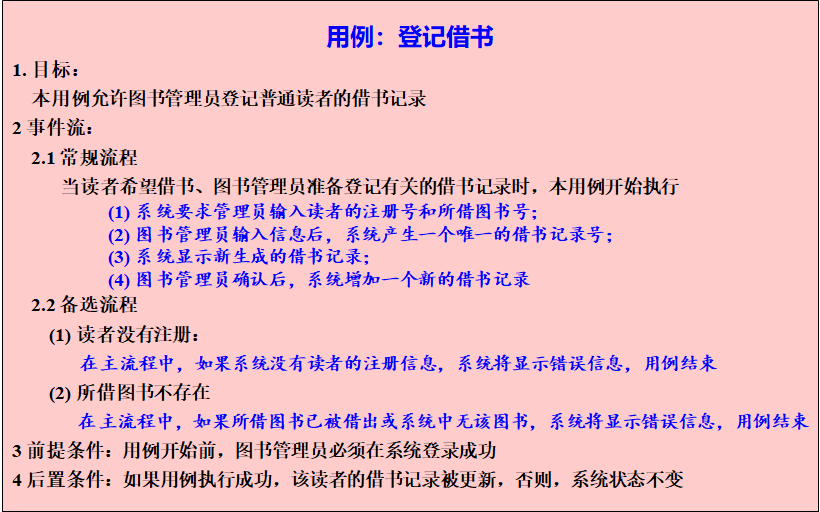 用例：登记借书
1. 目标：
本用例允许图书管理员登记普通读者的借书记录
2 事件流：
2.1 常规流程
当读者希望借书、图书管理员准备登记有关的借书记录时，本用例开始执行
(1) 系统要求管理员输入读者的注册号和所借图书号；
(2) 图书管理员输入信息后，系统产生一个唯一的借书记录号；
(3) 系统显示新生成的借书记录；
(4) 图书管理员确认后，系统增加一个新的借书记录
2.2 备选流程
(1) 读者没有注册：
在主流程中，如果系统没有读者的注册信息，系统将显示错误信息，用例结束
(2) 所借图书不存在
在主流程中，如果所借图书已被借出或系统中无该图书，系统将显示错误信息，用例结束
3 前提条件：用例开始前，图书管理员必须在系统登录成功
4 后置条件：如果用例执行成功，该读者的借书记录被更新，否则，系统状态不变